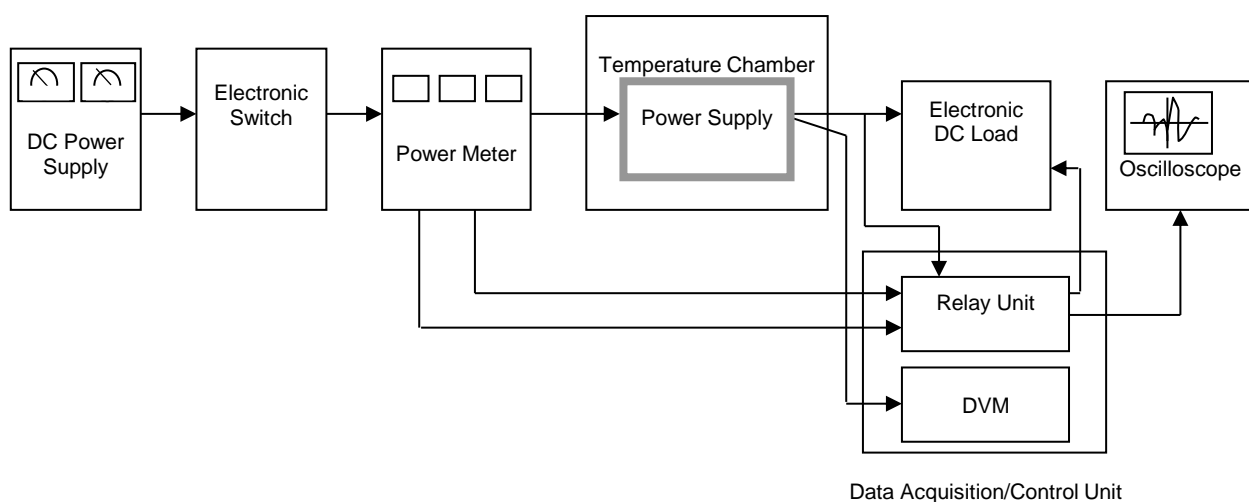 DC Power
Supply
Electronic
Switch
Power Meter
Temperature Chamber
Power Supply
Electronic
DC Load
Oscilloscope
Relay Unit
DVM
Data Acquisition/Control Unit